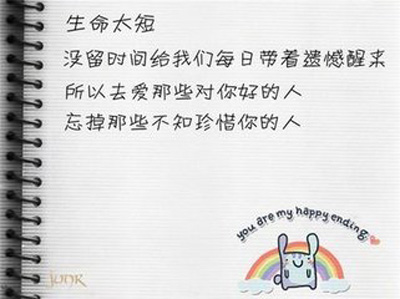 生命太短
没留时间给我们每日带着遗憾醒来
所以去爱那些对你好的人
忘掉那些不知珍惜你的人
you are my happy ending
JUNK